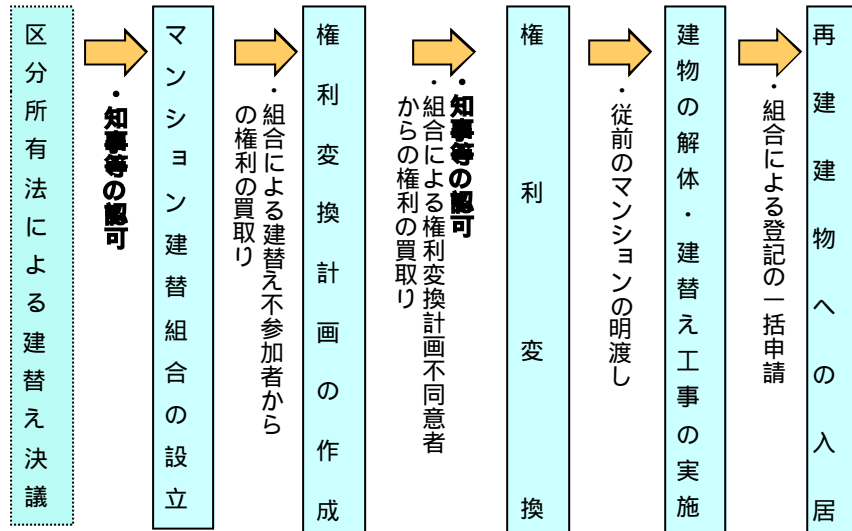 区分所有法による建替え決議
・知事等の認可
マンション建替組合の設立
・組合による建替え不参加者から
の権利の買取り
権利変換計画の作成
・知事等の認可
・組合による権利変換計画不同意者
からの権利の買取り
権利変換
・従前のマンションの明渡し
建物の解体・建替え工事の実施
・組合による登記の一括申請
再建建物への入居